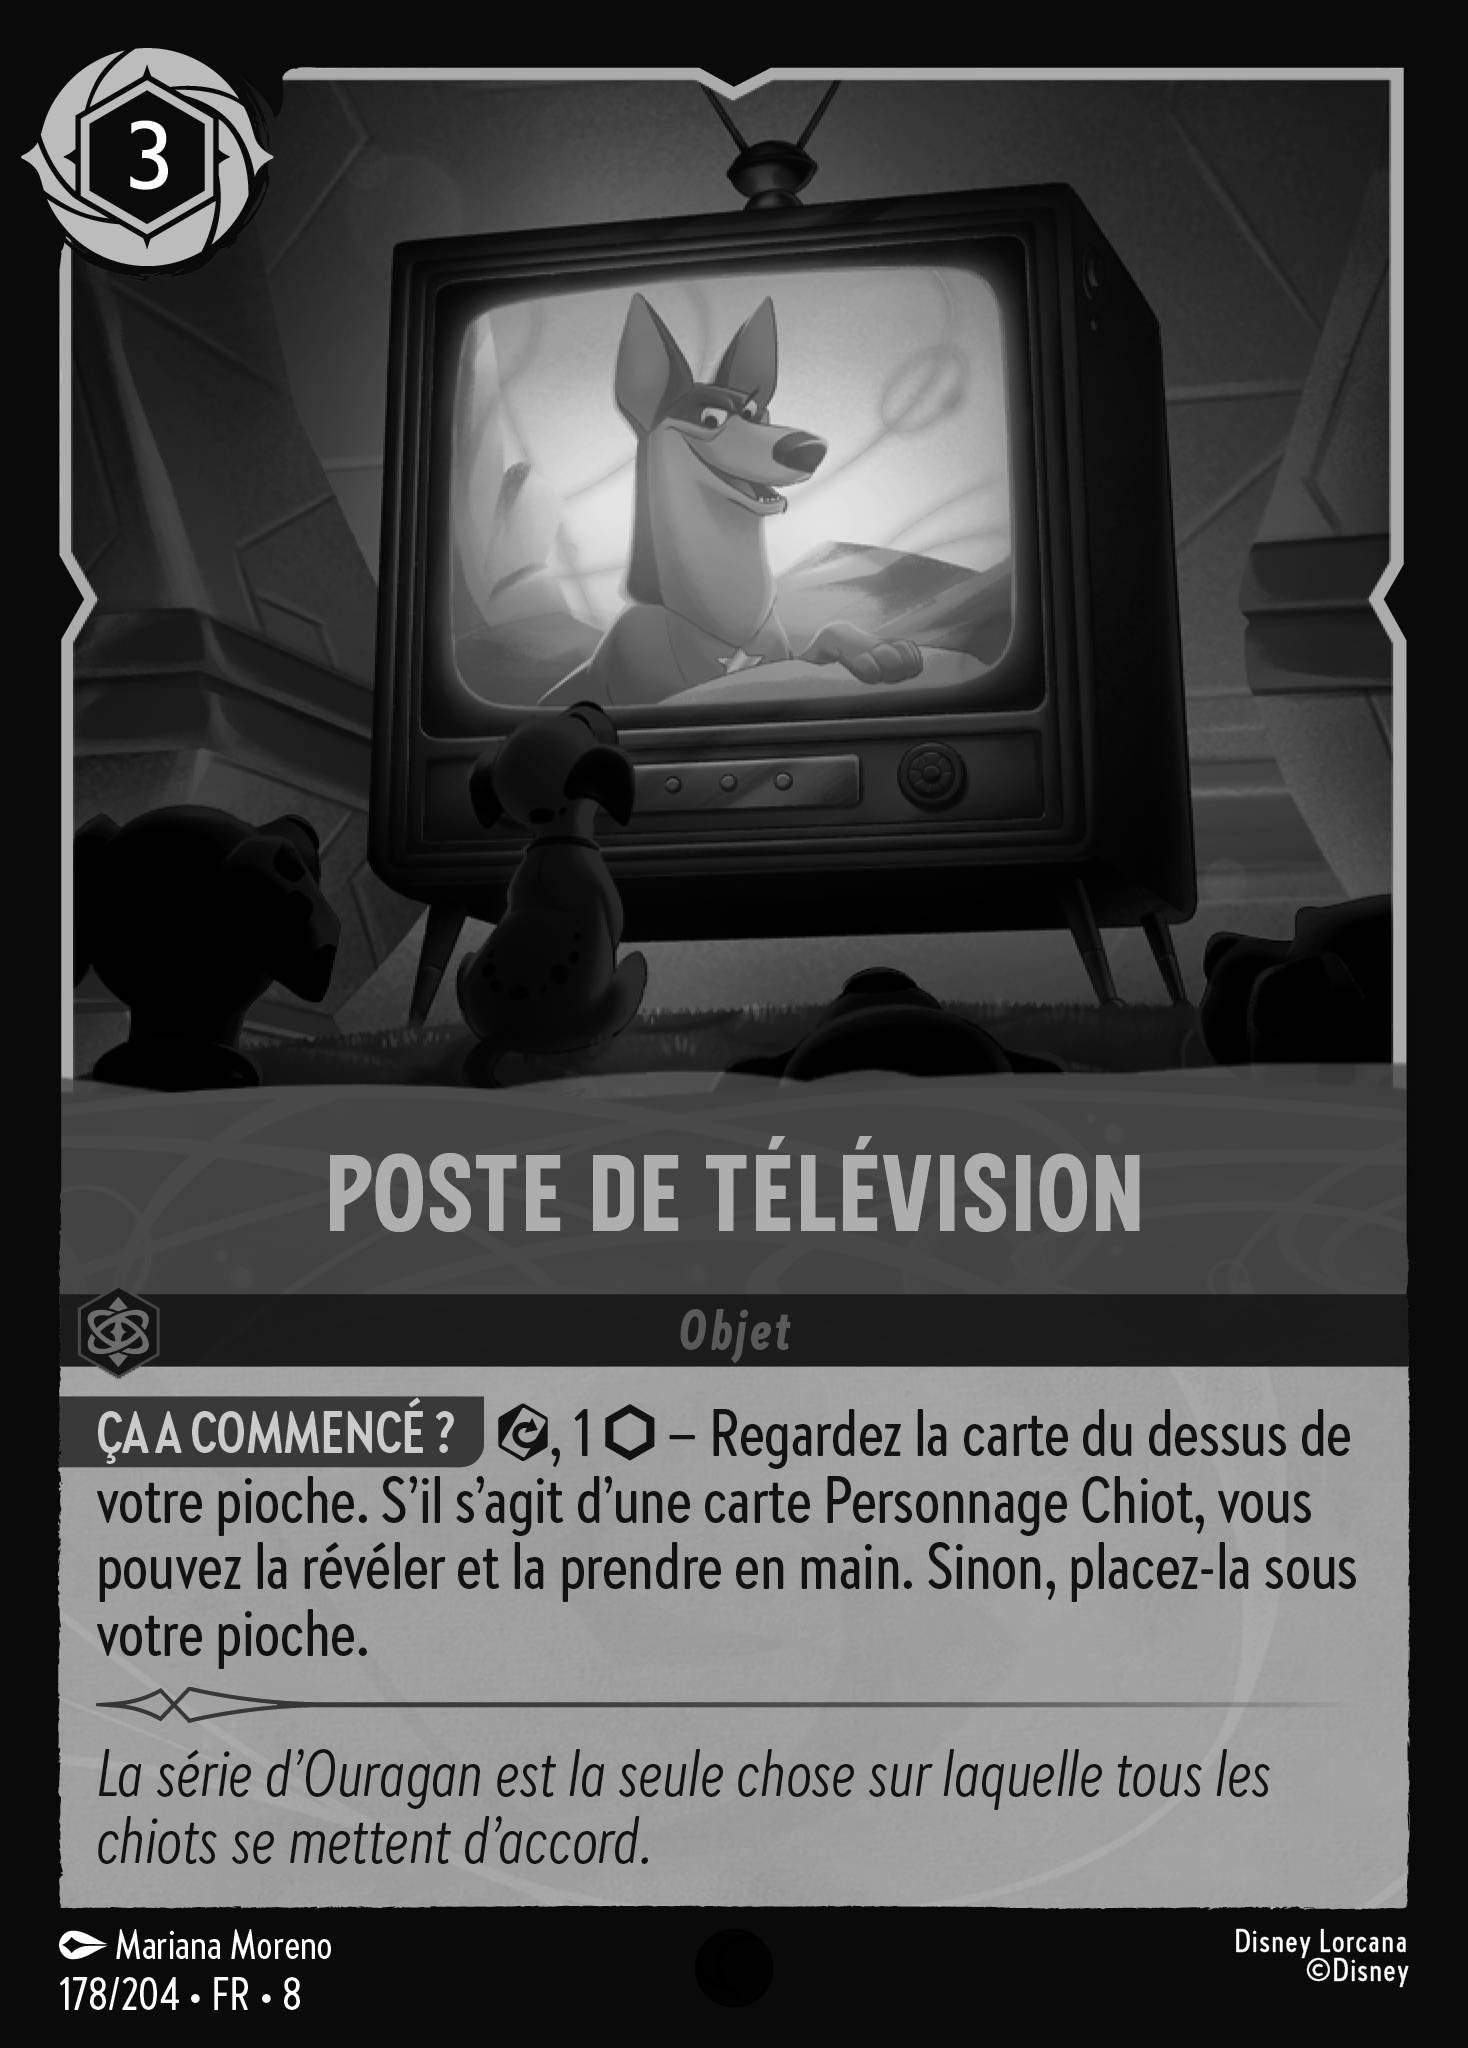 3
POSTE DE TÉLÉVISION
Objet
ÇA A COMMENCÉ ? , 1 – Regardez la carte du dessus de
votre pioche. S’il s’agit d’une carte Personnage Chiot, vous
pouvez la révéler et la prendre en main. Sinon, placez-la sous
votre pioche.
La série d’Ouragan est la seule chose sur laquelle tous les
chiots se mettent d’accord.
Mariana Moreno
178/204 • FR • 8
Disney Lorcana
©Disney